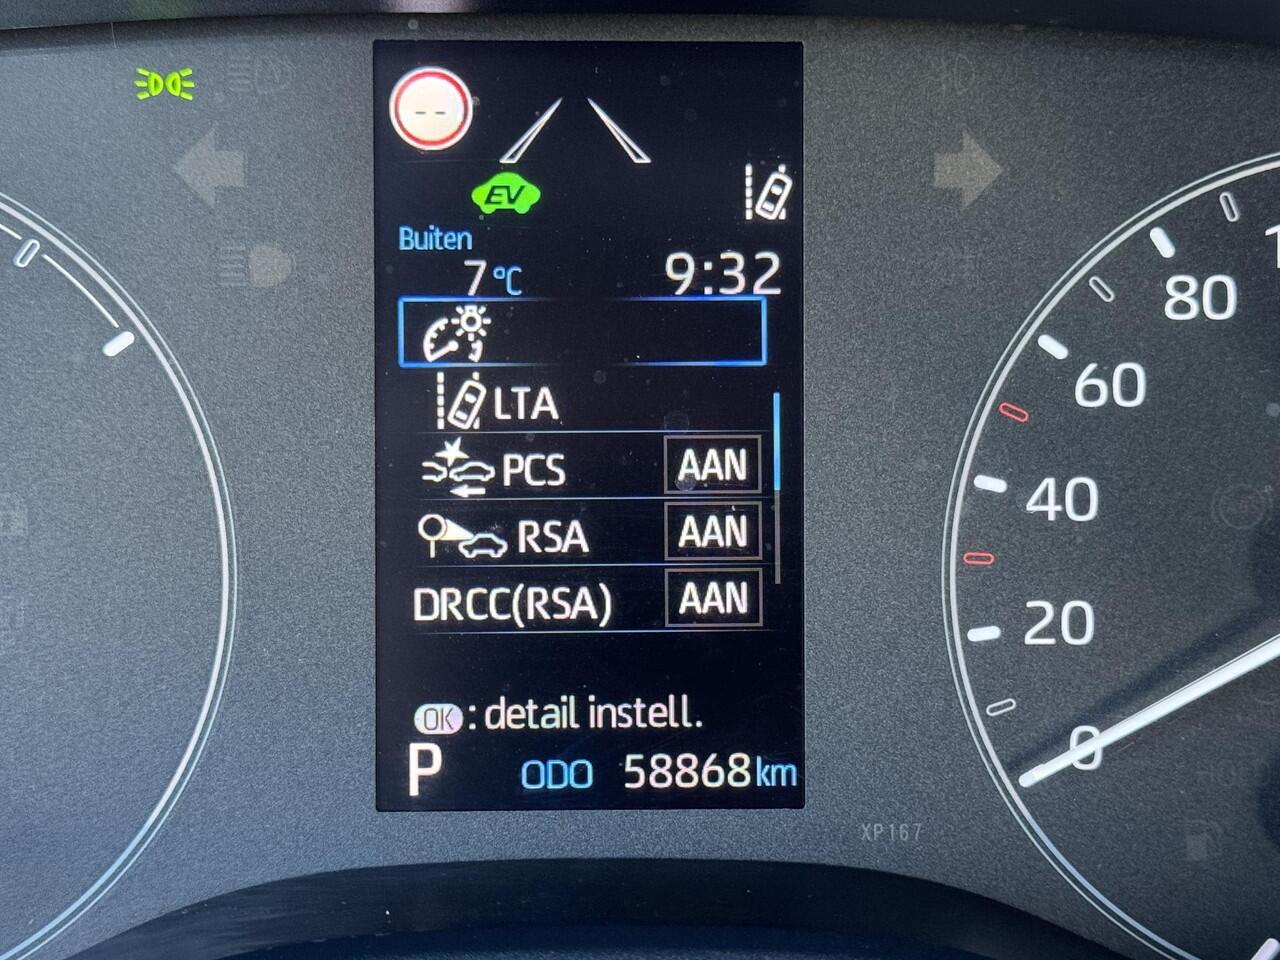 --
EV
Buiten
7°C 9:32
LTA
PCS AAN
RSA AAN
DRCC(RSA) AAN
OK : detail instell.
P ODO 58868 km
80
60
40
20
0
XP167